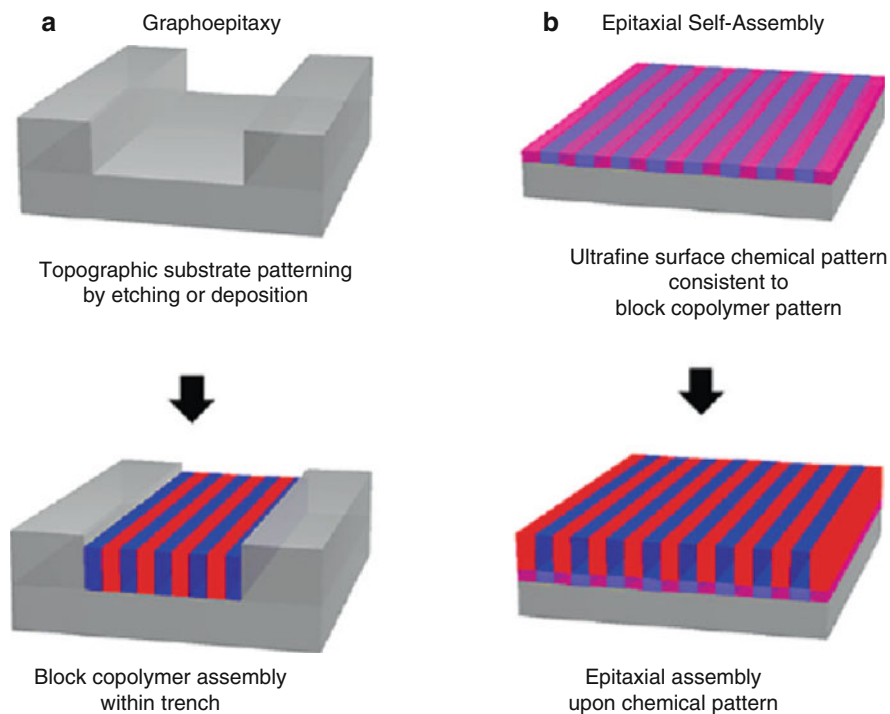 a Graphoepitaxy
Topographic substrate patterning
by etching or deposition
Block copolymer assembly
within trench
b Epitaxial Self-Assembly
Ultrafine surface chemical pattern
consistent to
block copolymer pattern
Epitaxial assembly
upon chemical pattern